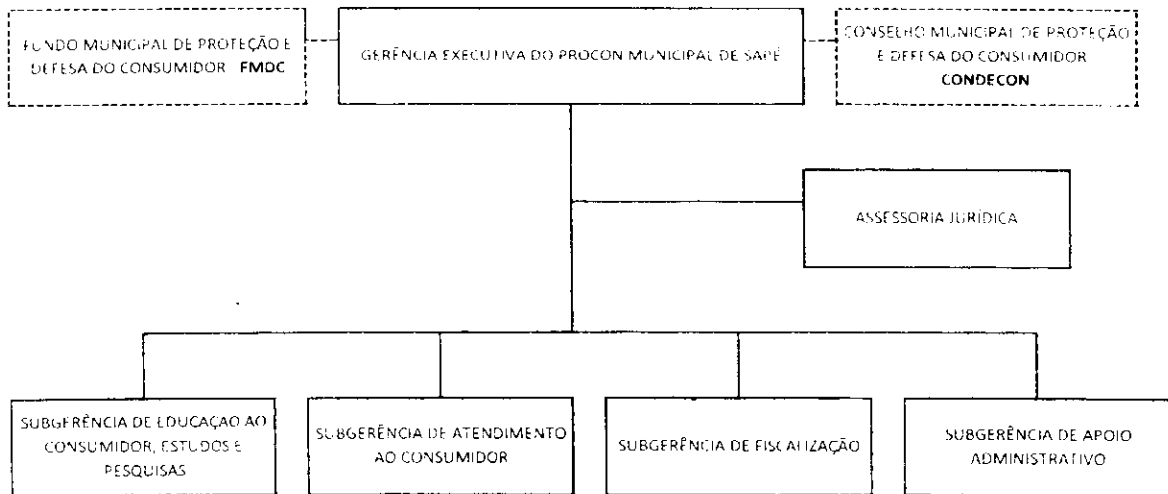 FUNDO MUNICIPAL DE PROTEÇÃO E
DEFESA DO CONSUMIDOR FMDC
GERÊNCIA EXECUTIVA DO PROCON MUNICIPAL DE SAPÉ
CONSELHO MUNICIPAL DE PROTEÇÃO
E DEFESA DO CONSUMIDOR
CONDECON
ASSESSORIA JURÍDICA
SUBGERÊNCIA DE EDUCAÇÃO AO
CONSUMIDOR, ESTUDOS E
PESQUISAS
SUBGERÊNCIA DE ATENDIMENTO
AO CONSUMIDOR
SUBGERÊNCIA DE FISCALIZAÇÃO
SUBGERÊNCIA DE APOIO
ADMINISTRATIVO